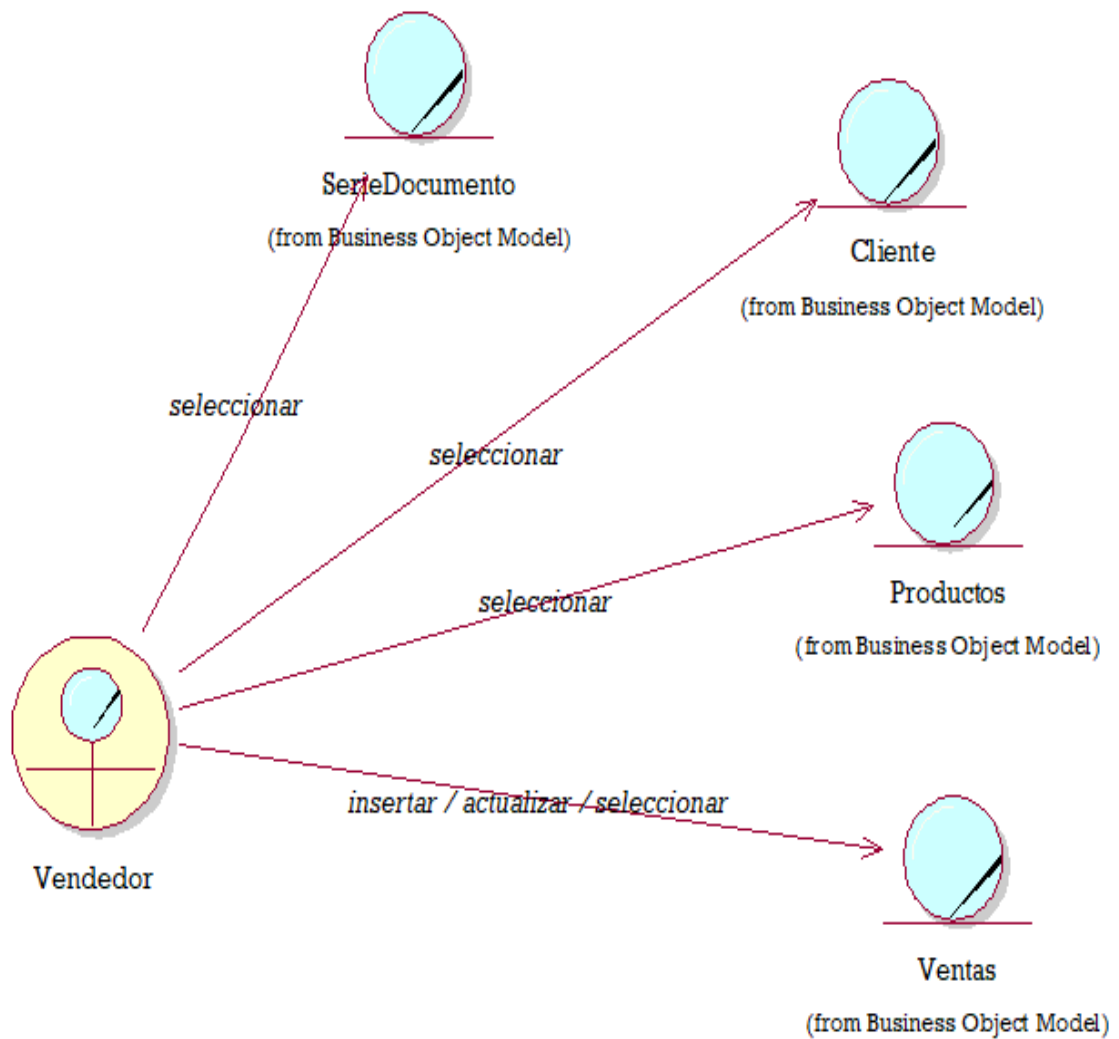 SerieDocumento
(from Business Object Model)
Cliente
(from Business Object Model)
seleccionar
seleccionar
Productos
(from Business Object Model)
seleccionar
insertar / actualizar / seleccionar
Vendedor
Ventas
(from Business Object Model)